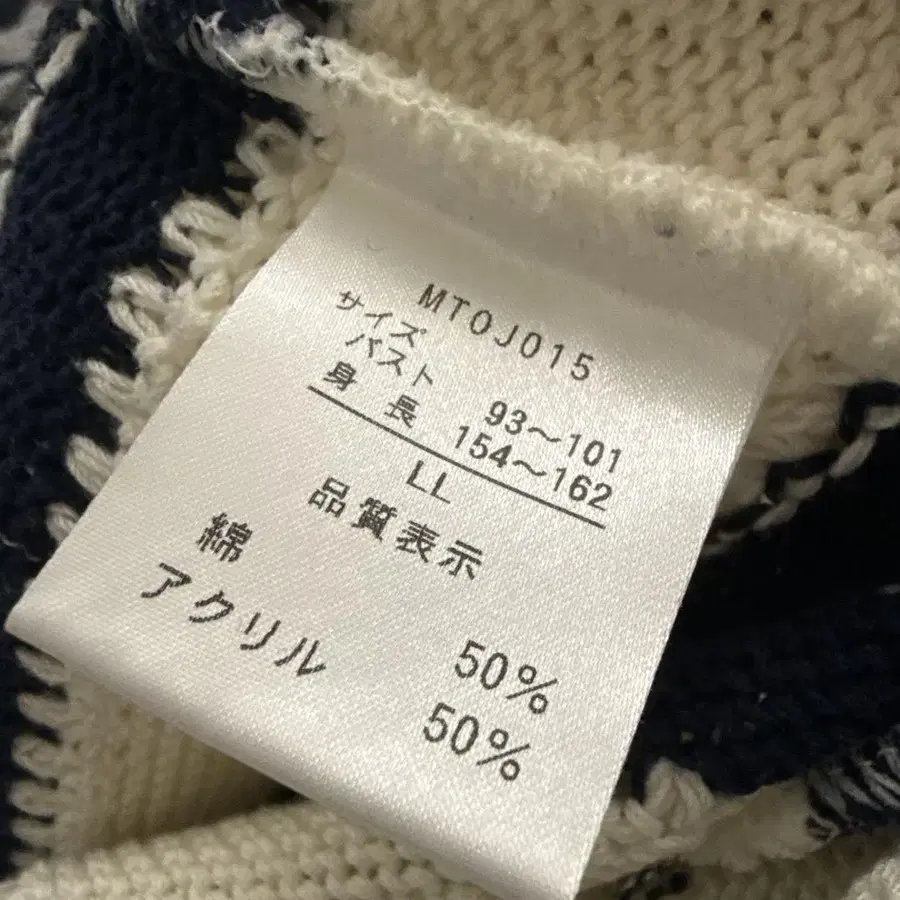 MTOJ015
サイズ
バスト 93～101
身長 154～162
LL
品質表示
綿 50%
アクリル 50%